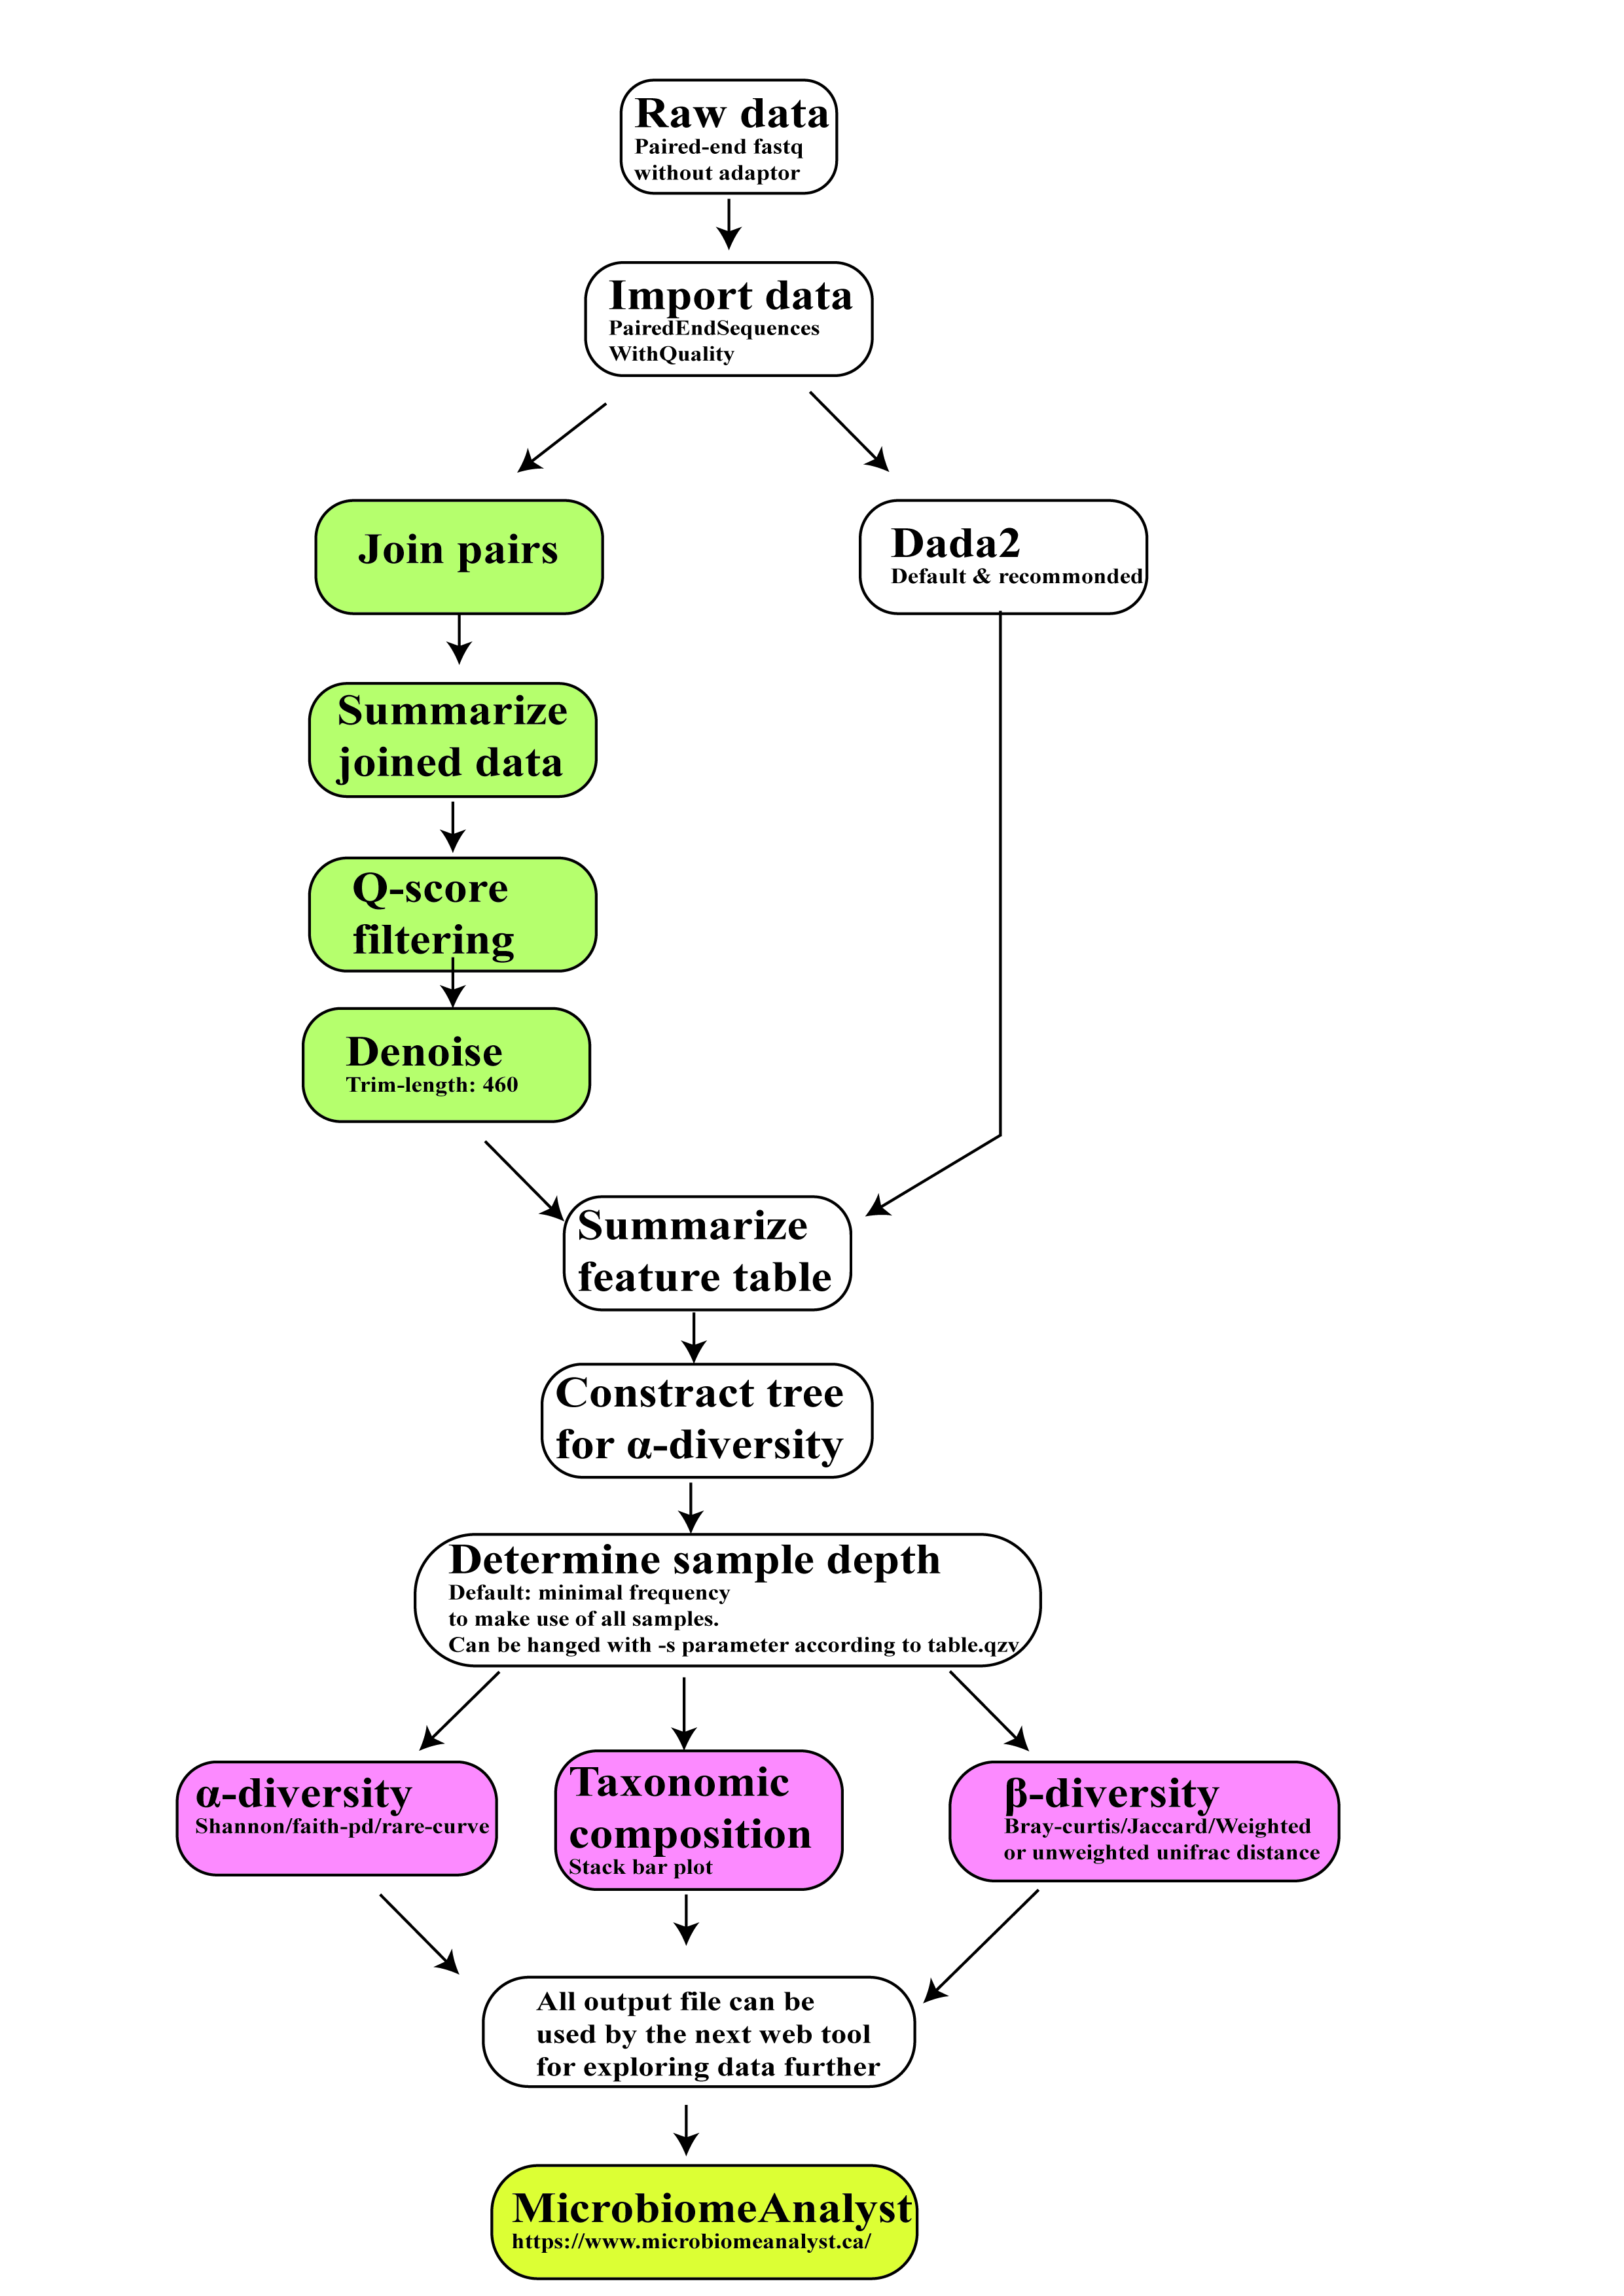 Raw data
Paired-end fastq
without adaptor
Import data
PairedEndSequences
WithQuality
Join pairs
Dada2
Default & recommonded
Summarize
joined data
Q-score
filtering
Denoise
Trim-length: 460
Summarize
feature table
Constract tree
for α-diversity
Determine sample depth
Default: minimal frequency
to make use of all samples.
Can be hanged with -s parameter according to table.qzv
α-diversity
Shannon/faith-pd/rare-curve
Taxonomic
composition
Stack bar plot
β-diversity
Bray-curtis/Jaccard/Weighted
or unweighted unifrac distance
All output file can be
used by the next web tool
for exploring data further
MicrobiomeAnalyst
https://www.microbiomeanalyst.ca/